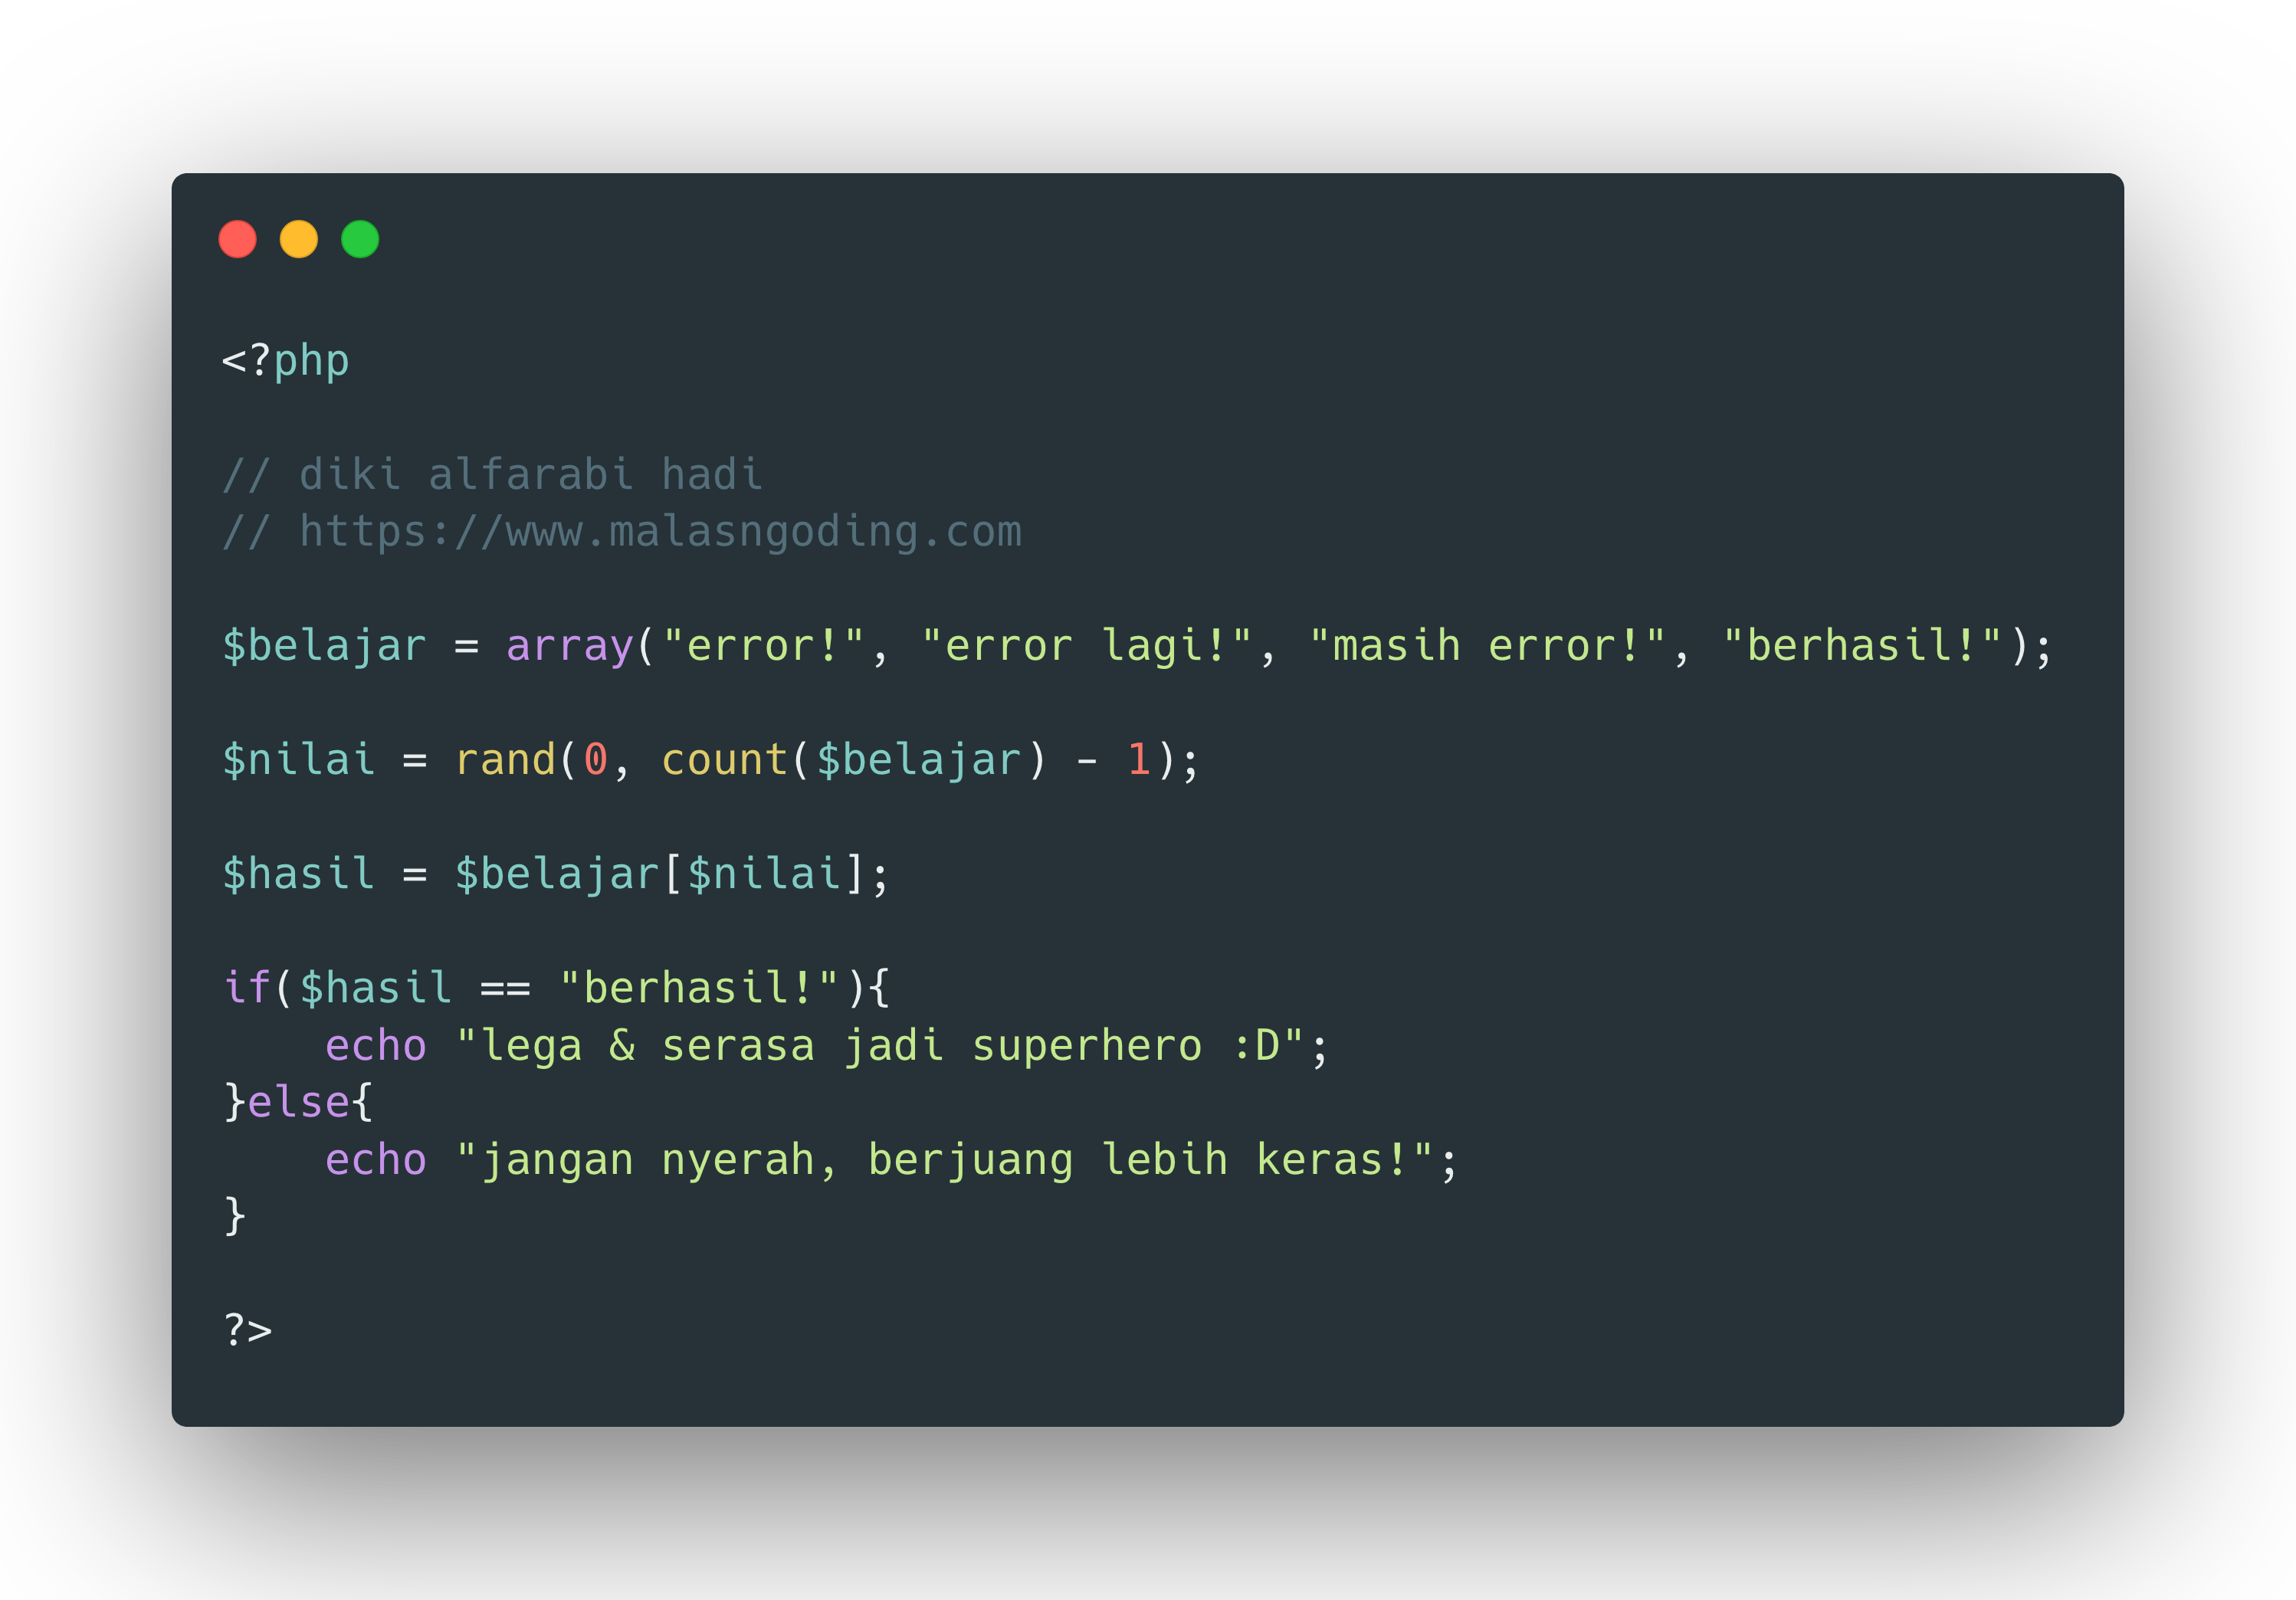 <?php
// diki alfarabi hadi
// https://www.malasngoding.com
$belajar = array("error!", "error lagi!", "masih error!", "berhasil!");
$nilai = rand(0, count($belajar) - 1);
$hasil = $belajar[$nilai];
if($hasil == "berhasil!"){
    echo "lega & serasa jadi superhero :D";
}else{
    echo "jangan nyerah, berjuang lebih keras!";
}
?>